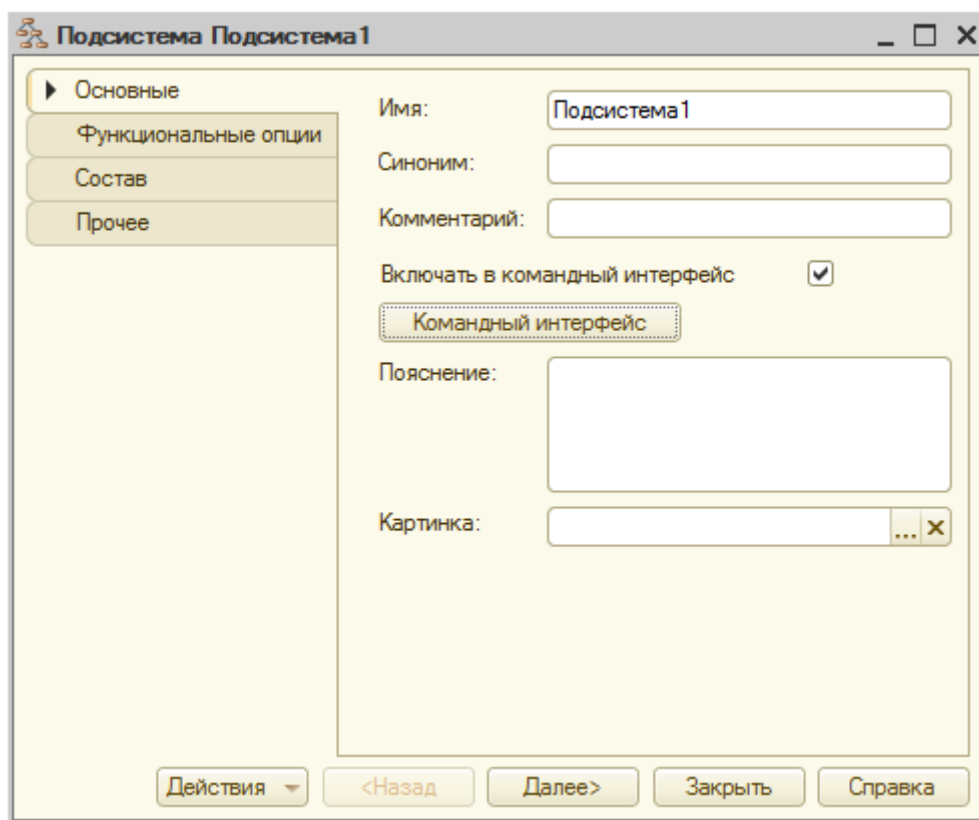 Подсистема Подсистема1
Основные
Функциональные опции
Состав
Прочее
Имя: Подсистема1
Синоним:
Комментарий:
Включать в командный интерфейс
Командный интерфейс
Пояснение:
Картинка: ...
Действия <Назад Далее> Закрыть Справка